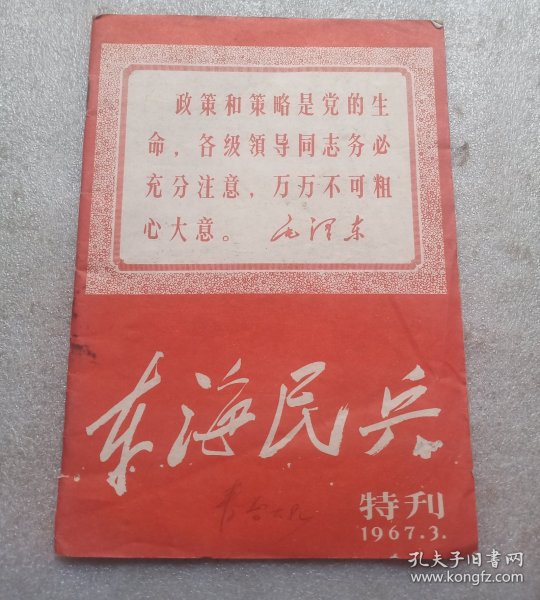 政策和策略是党的生
命，各级領导同志务必
充分注意，万万不可粗
心大意。 毛泽东
东海民兵
特刊
1967.3.
孔夫子旧书网
www.kongfz.com